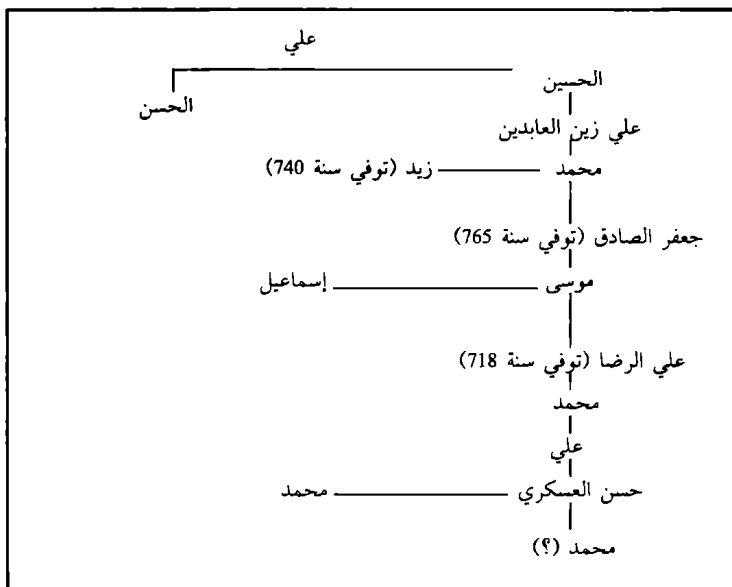 علي
الحسين
الحسن
علي زين العابدين
محمد زيد (توفي سنة 740)
جعفر الصادق (توفي سنة 765)
موسى إسماعيل
علي الرضا (توفي سنة 718)
محمد
علي
حسن العسكري محمد
محمد (؟)